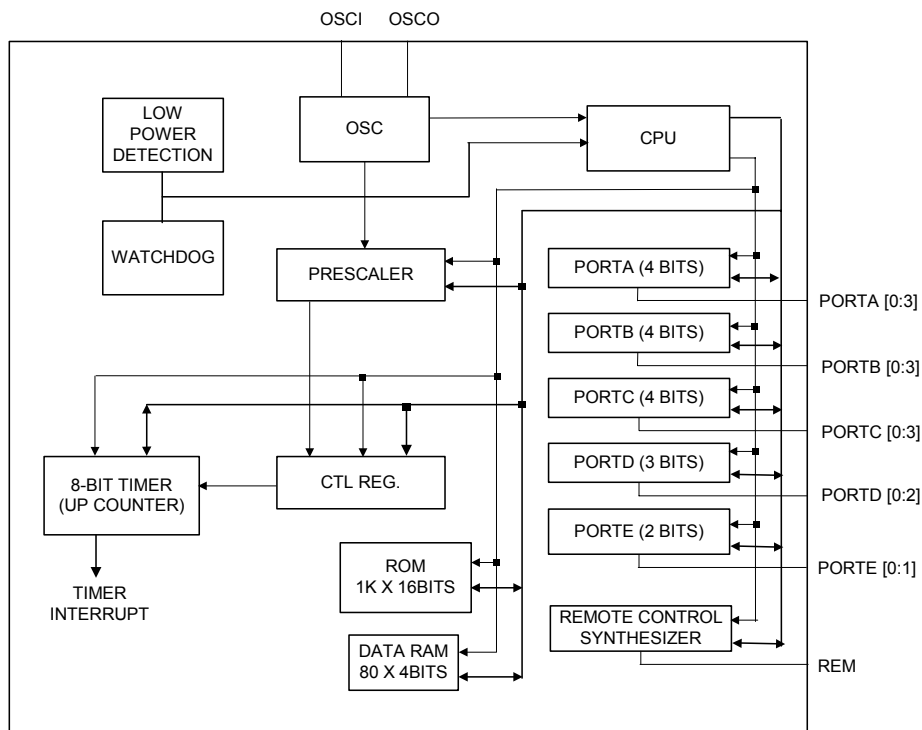 OSCI OSCO
LOW
POWER
DETECTION
OSC
CPU
WATCHDOG
PRESCALER
PORTA (4 BITS)
PORTA [0:3]
PORTB (4 BITS)
PORTB [0:3]
PORTC (4 BITS)
PORTC [0:3]
8-BIT TIMER
(UP COUNTER)
CTL REG.
PORTD (3 BITS)
PORTD [0:2]
PORTE (2 BITS)
PORTE [0:1]
TIMER
INTERRUPT
ROM
1K X 16BITS
REMOTE CONTROL
SYNTHESIZER
DATA RAM
80 X 4BITS
REM